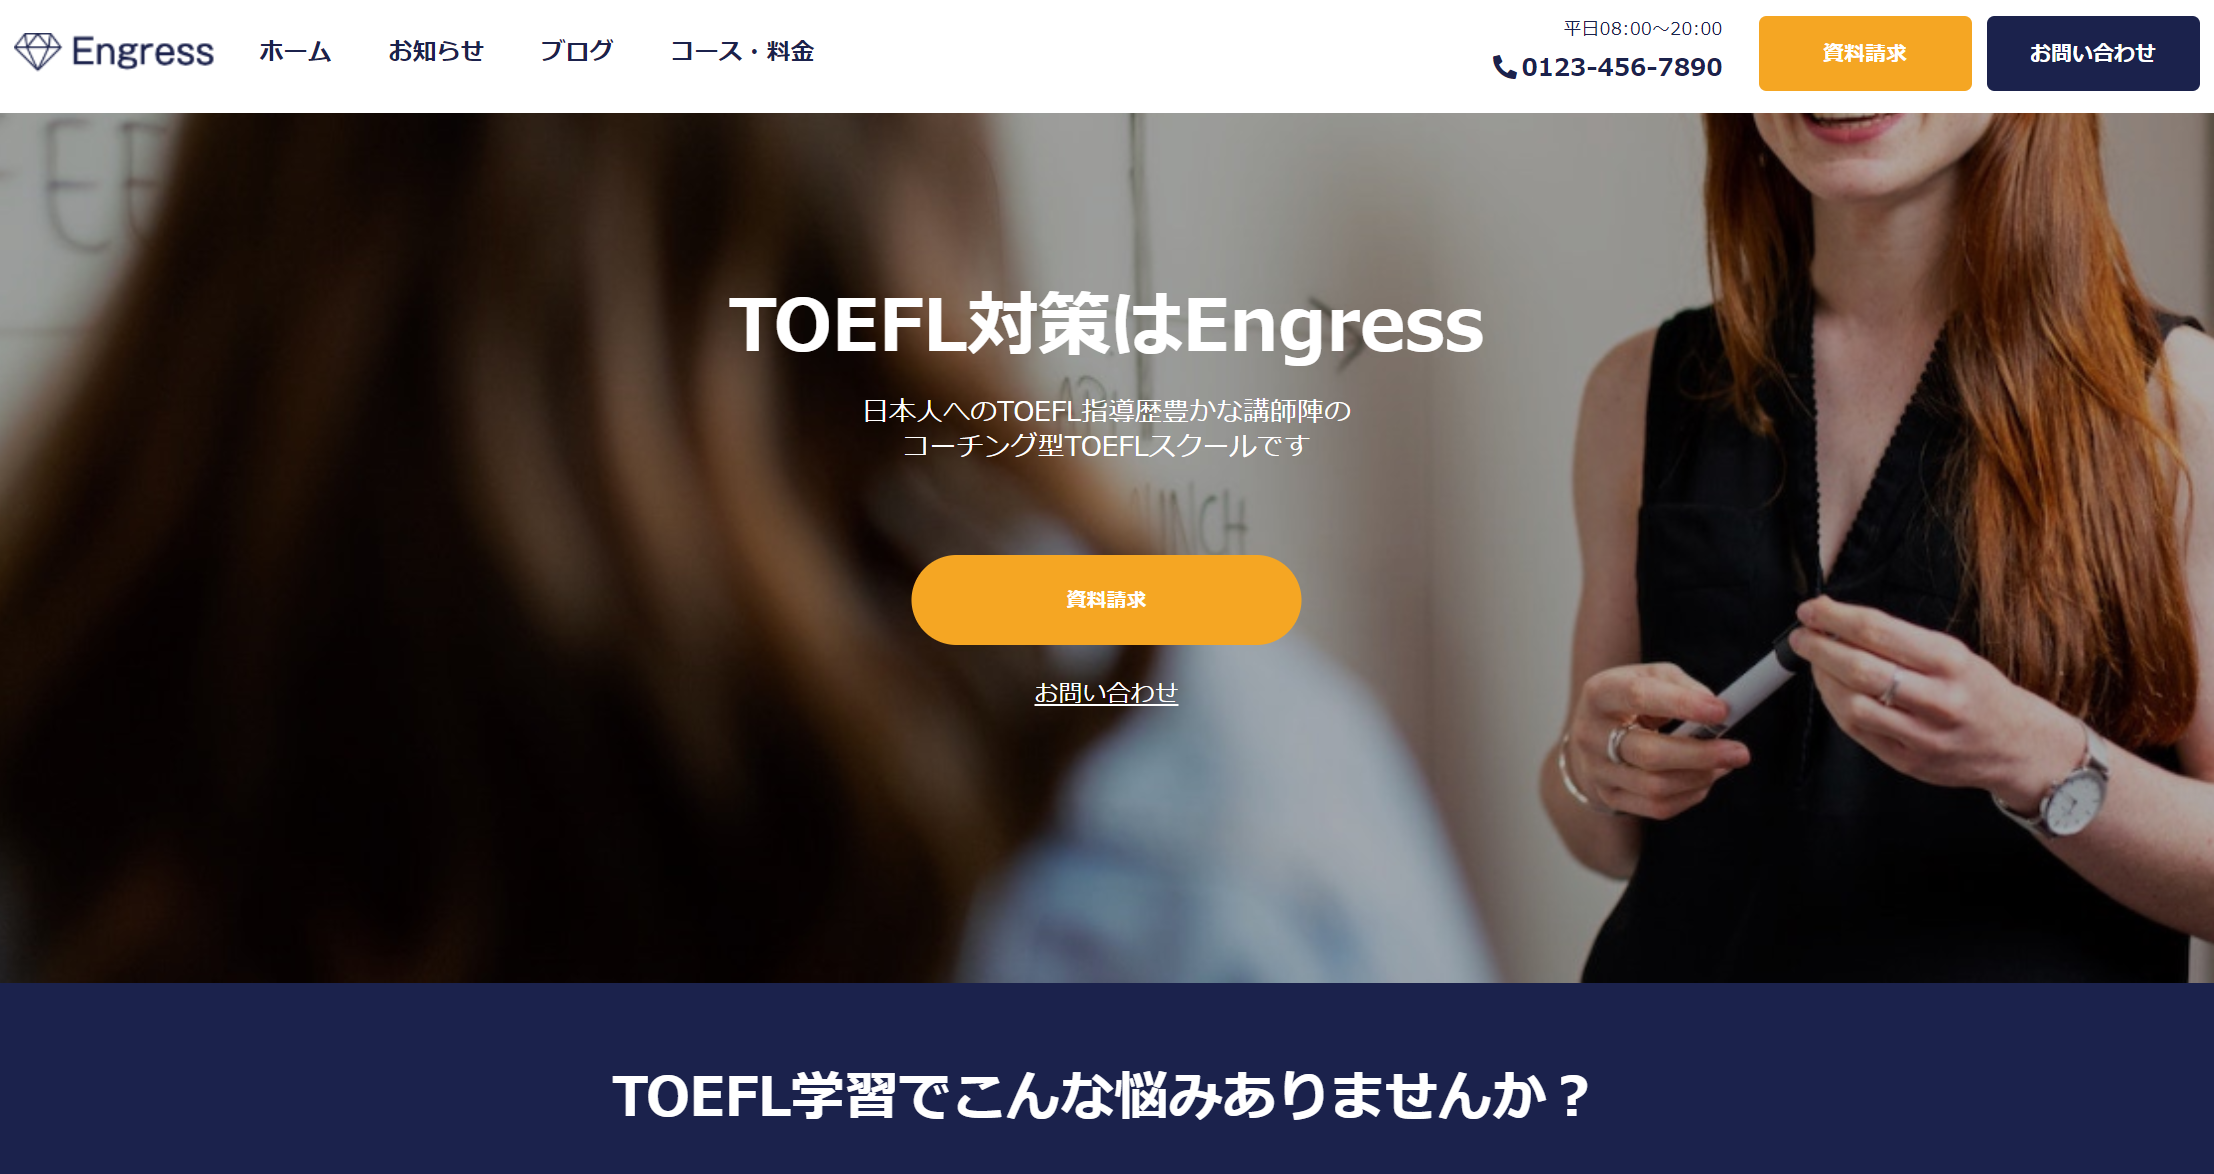 Engress
ホーム
お知らせ
ブログ
コース・料金
平日08:00〜20:00
0123-456-7890
資料請求
お問い合わせ
TOEFL対策はEngress
日本人へのTOEFL指導歴豊かな講師陣の
コーチング型TOEFLスクールです
UNCH
資料請求
お問い合わせ
TOEFL学習でこんな悩みありませんか？